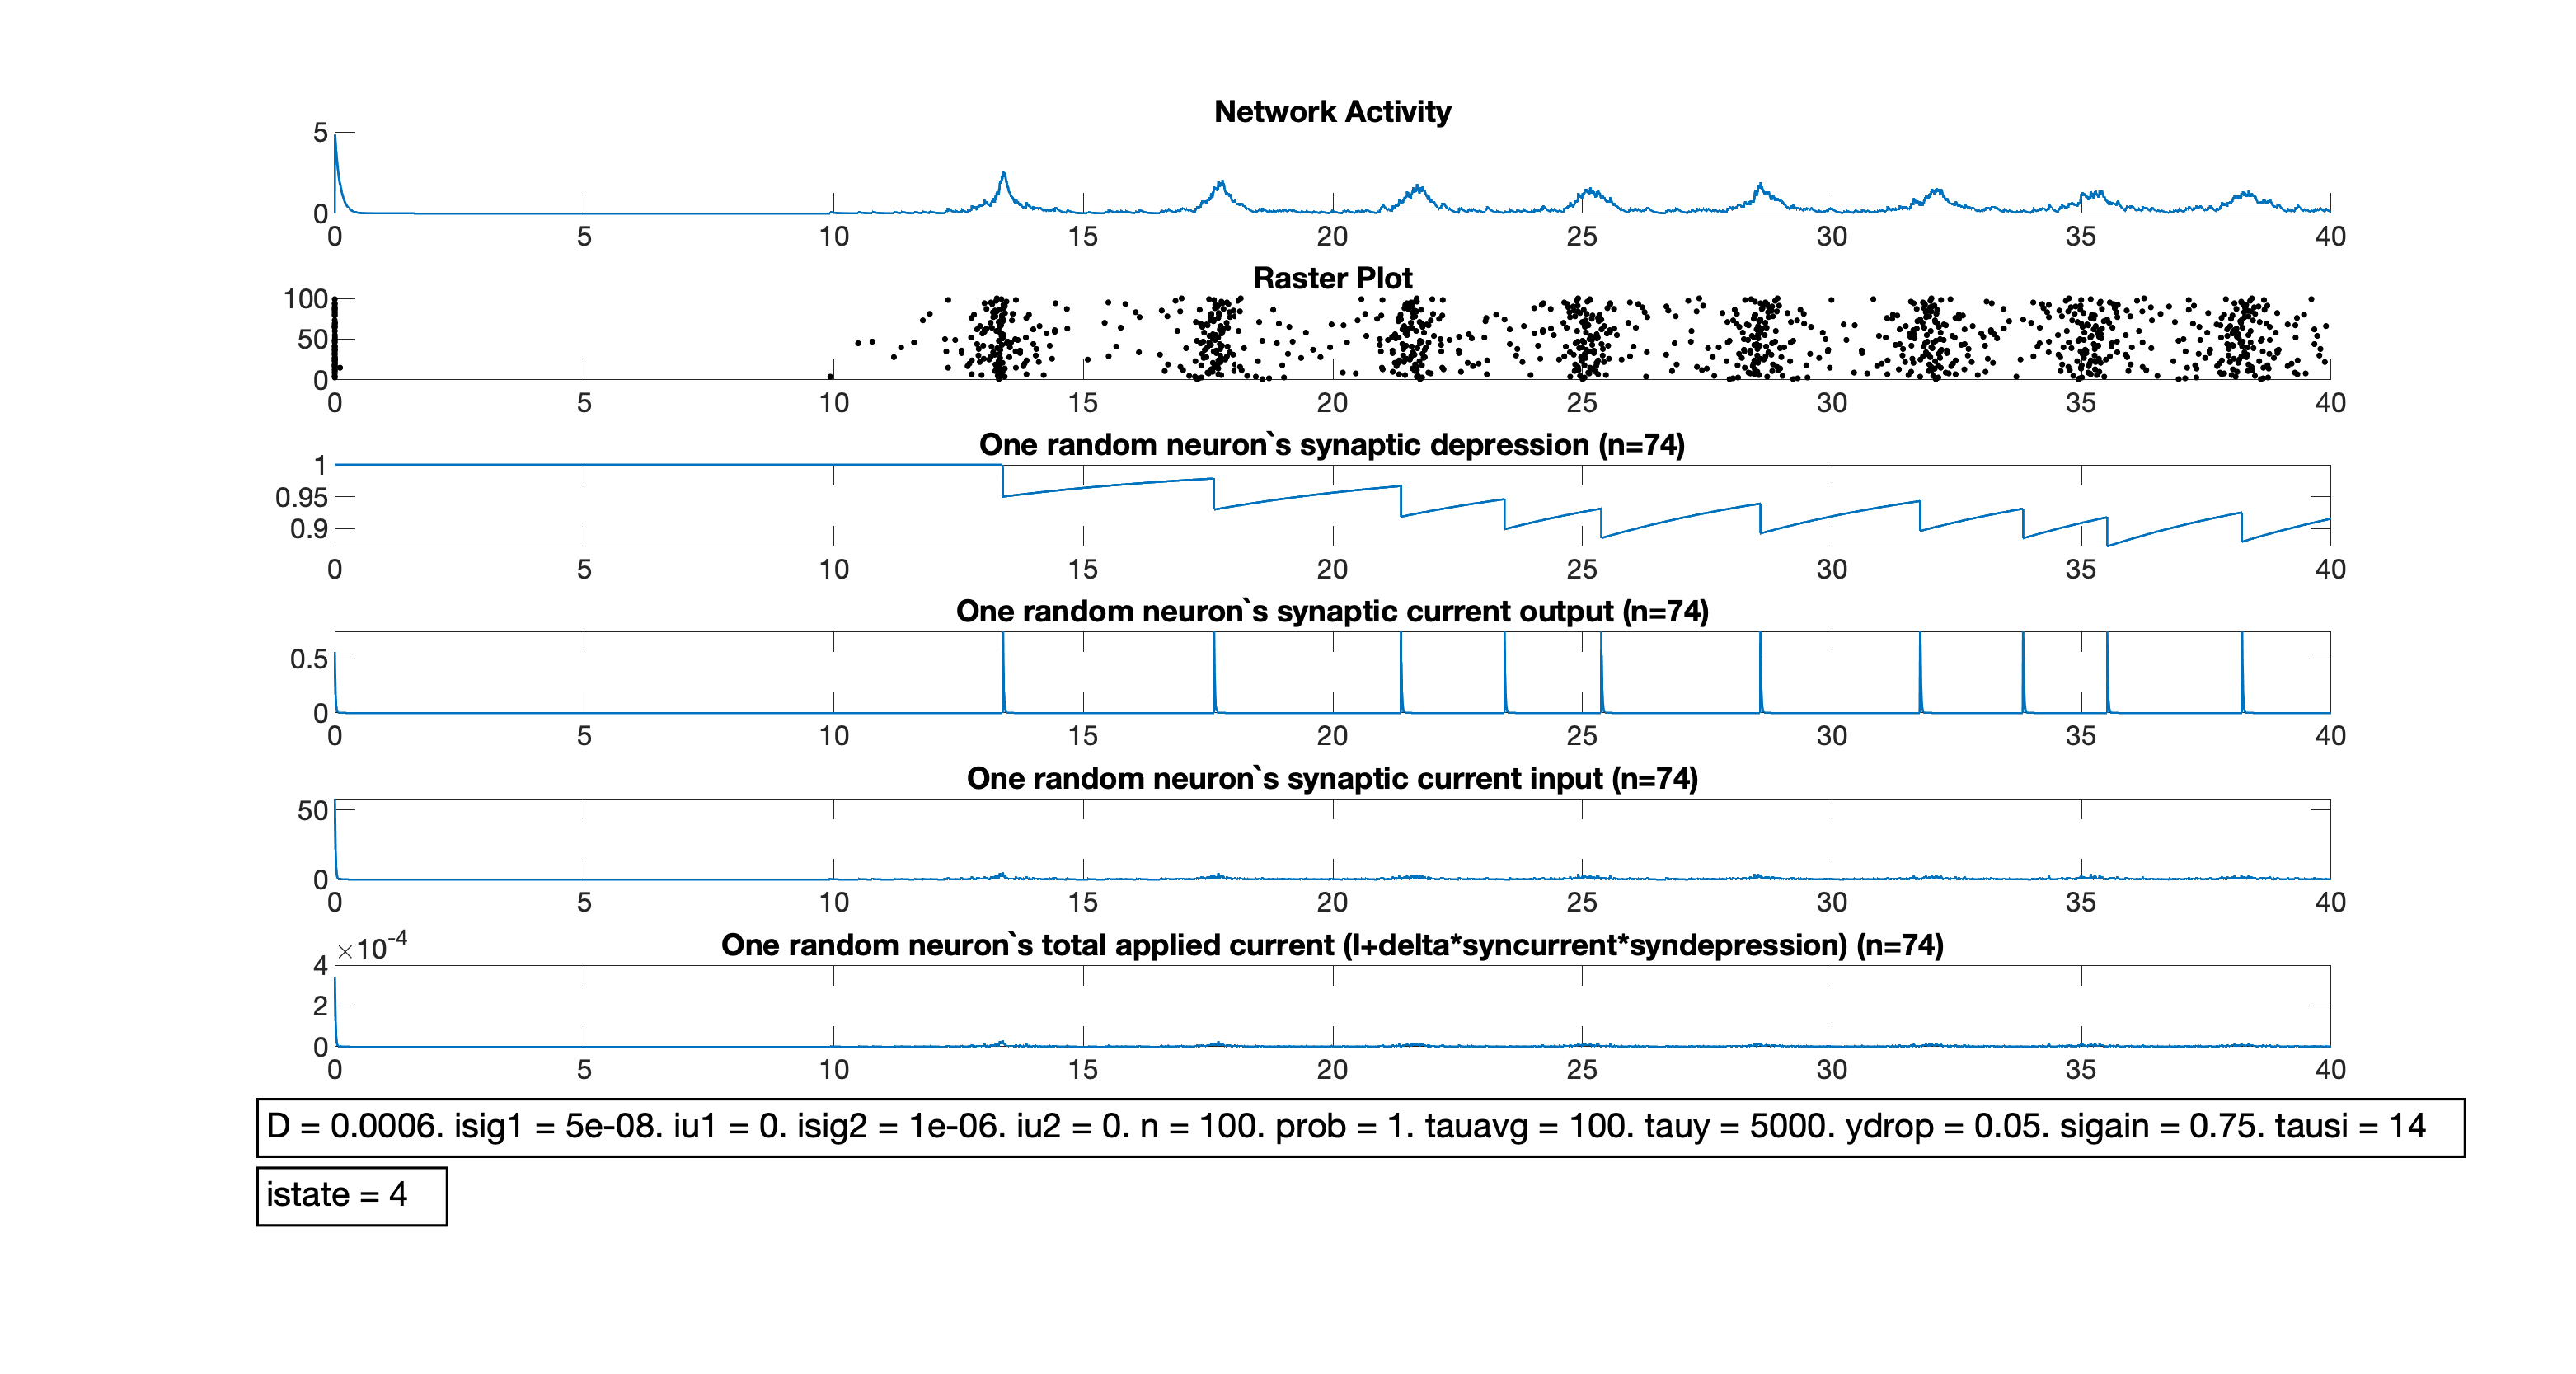 Network Activity
5
0
0 5 10 15 20 25 30 35 40
Raster Plot
100
50
0
0 5 10 15 20 25 30 35 40
One random neuron`s synaptic depression (n=74)
1
0.95
0.9
0 5 10 15 20 25 30 35 40
One random neuron`s synaptic current output (n=74)
0.5
0
0 5 10 15 20 25 30 35 40
One random neuron`s synaptic current input (n=74)
50
0
0 5 10 15 20 25 30 35 40
One random neuron`s total applied current (I+delta*syncurrent*syndepression) (n=74)
×10-4
4
2
0
0 5 10 15 20 25 30 35 40
D = 0.0006. isig1 = 5e-08. iu1 = 0. isig2 = 1e-06. iu2 = 0. n = 100. prob = 1. tauavg = 100. tauy = 5000. ydrop = 0.05. sigain = 0.75. tausi = 14
istate = 4